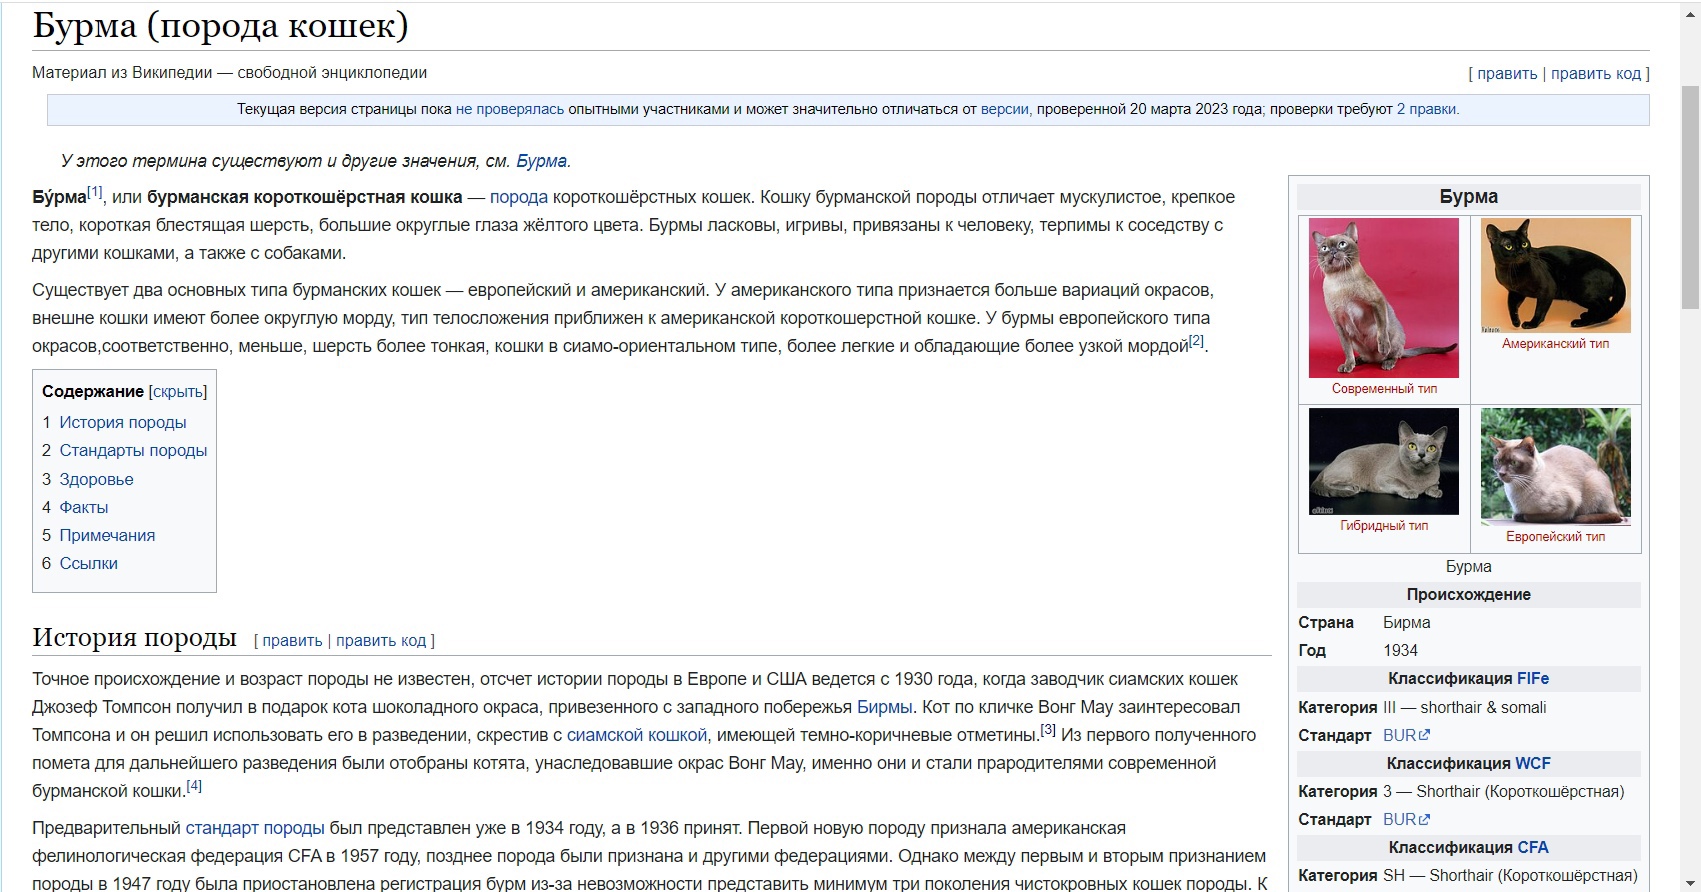 Бурма (порода кошек)
Материал из Википедии — свободной энциклопедии
[ править | править код ]
Текущая версия страницы пока не проверялась опытными участниками и может значительно отличаться от версии, проверенной 20 марта 2023 года; проверки требуют 2 правки.
У этого термина существуют и другие значения, см. Бурма.
Бу́рма[1], или бурманская короткошёрстная кошка — порода короткошёрстных кошек. Кошку бурманской породы отличает мускулистое, крепкое
тело, короткая блестящая шерсть, большие округлые глаза жёлтого цвета. Бурмы ласковы, игривы, привязаны к человеку, терпимы к соседству с
другими кошками, а также с собаками.
Существует два основных типа бурманских кошек — европейский и американский. У американского типа признается больше вариаций окрасов,
внешне кошки имеют более округлую морду, тип телосложения приближен к американской короткошерстной кошке. У бурмы европейского типа
окрасов,соответственно, меньше, шерсть более тонкая, кошки в сиамо-ориентальном типе, более легкие и обладающие более узкой мордой[2].
Содержание [скрыть]
1 История породы
2 Стандарты породы
3 Здоровье
4 Факты
5 Примечания
6 Ссылки
История породы [ править | править код ]
Точное происхождение и возраст породы не известен, отсчет истории породы в Европе и США ведется с 1930 года, когда заводчик сиамских кошек
Джозеф Томпсон получил в подарок кота шоколадного окраса, привезенного с западного побережья Бирмы. Кот по кличке Вонг Мау заинтересовал
Томпсона и он решил использовать его в разведении, скрестив с сиамской кошкой, имеющей темно-коричневые отметины.[3] Из первого полученного
помета для дальнейшего разведения были отобраны котята, унаследовавшие окрас Вонг Мау, именно они и стали прародителями современной
бурманской кошки.[4]
Предварительный стандарт породы был представлен уже в 1934 году, а в 1936 принят. Первой новую породу признала американская
фелинологическая федерация CFA в 1957 году, позднее порода были признана и другими федерациями. Однако между первым и вторым признанием
породы в 1947 году была приостановлена регистрация бурм из-за невозможности представить минимум три поколения чистокровных кошек породы. К
Бурма
Современный тип
Американский тип
Гибридный тип
Европейский тип
Бурма
Происхождение
Страна Бирма
Год 1934
Классификация FIFe
Категория III — shorthair & somali
Стандарт BUR
Классификация WCF
Категория 3 — Shorthair (Короткошёрстная)
Стандарт BUR
Классификация CFA
Категория SH — Shorthair (Короткошёрстная)